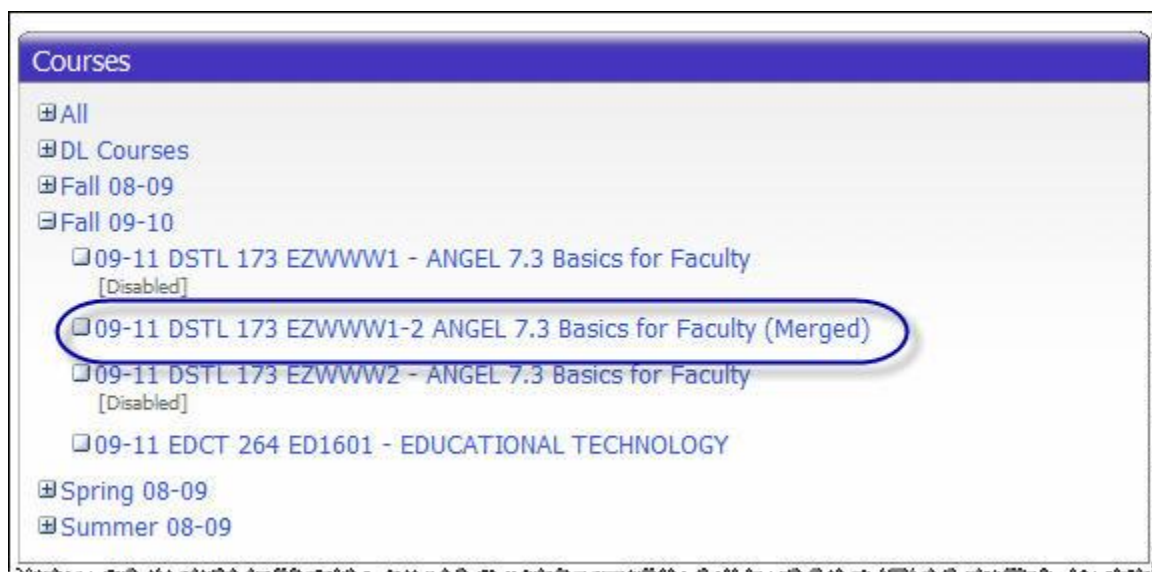 Courses
All
DL Courses
Fall 08-09
Fall 09-10
09-11 DSTL 173 EZWWW1 - ANGEL 7.3 Basics for Faculty
[Disabled]
09-11 DSTL 173 EZWWW1-2 ANGEL 7.3 Basics for Faculty (Merged)
09-11 DSTL 173 EZWWW2 - ANGEL 7.3 Basics for Faculty
[Disabled]
09-11 EDCT 264 ED1601 - EDUCATIONAL TECHNOLOGY
Spring 08-09
Summer 08-09